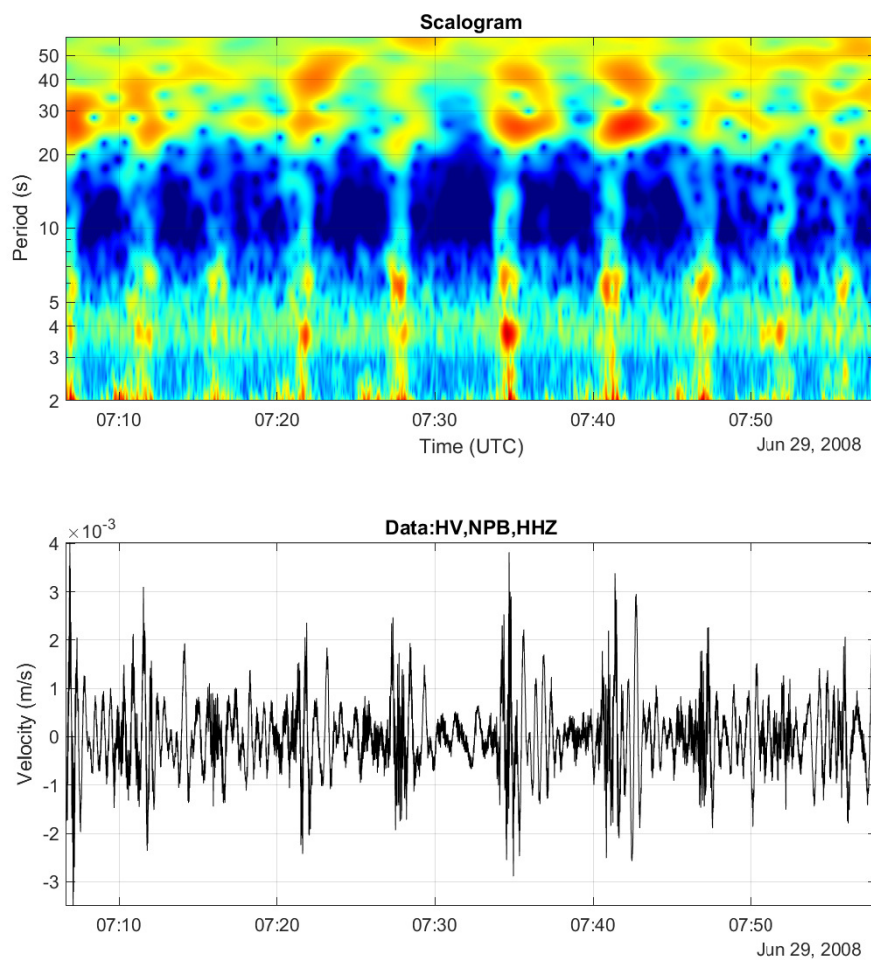 Scalogram
50
40
30
20
10
5
4
3
2
Period (s)
07:10 07:20 07:30 07:40 07:50
Time (UTC)
Jun 29, 2008
×10-3
Data:HV,NPB,HHZ
4
3
2
1
0
-1
-2
-3
Velocity (m/s)
07:10 07:20 07:30 07:40 07:50
Jun 29, 2008